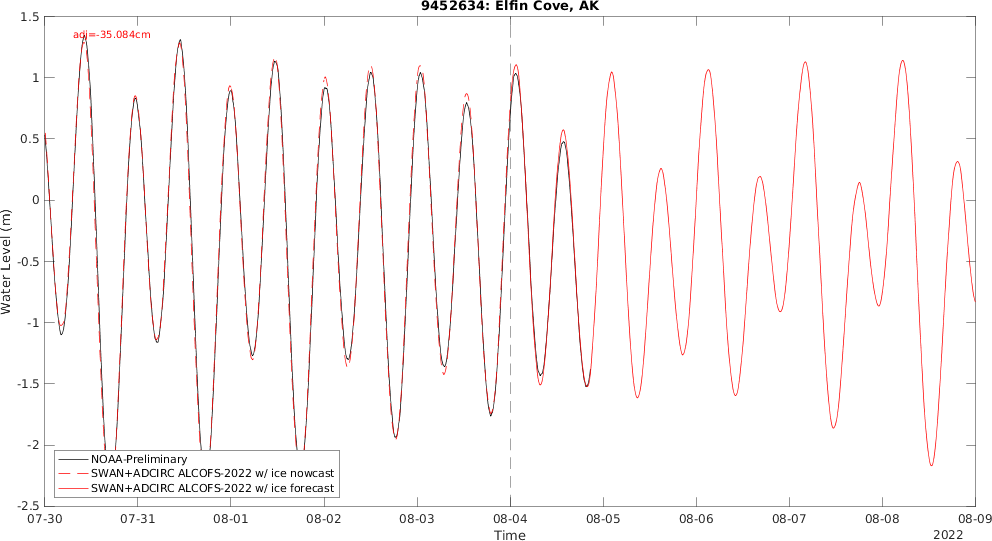 9452634: Elfin Cove, AK
adj=-35.084cm
1.5
1
0.5
0
-0.5
-1
-1.5
-2
-2.5
Water Level (m)
NOAA-Preliminary
SWAN+ADCIRC ALCOFS-2022 w/ ice nowcast
SWAN+ADCIRC ALCOFS-2022 w/ ice forecast
07-30 07-31 08-01 08-02 08-03 08-04 08-05 08-06 08-07 08-08 08-09
Time
2022